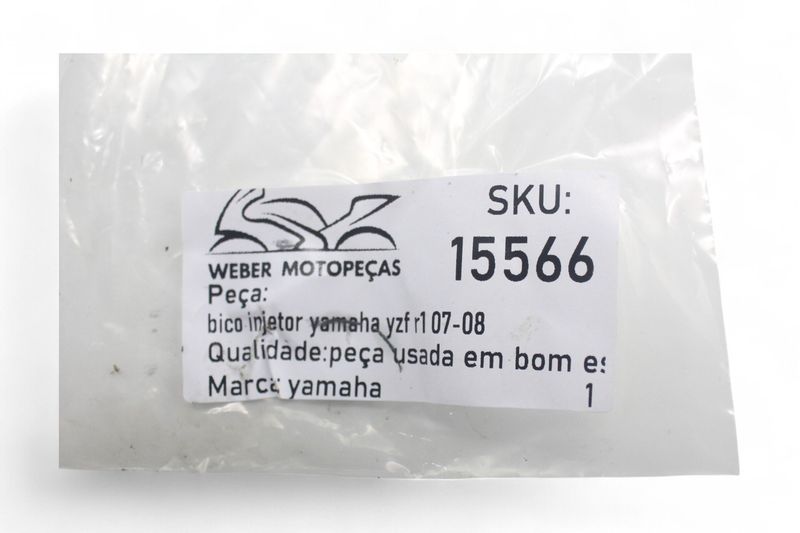 SKU:
15566
WEBER MOTOPEÇAS
Peça:
bico injetor yamaha yzf r1 07-08
Qualidade:peça usada em bom es
Marca: yamaha
1